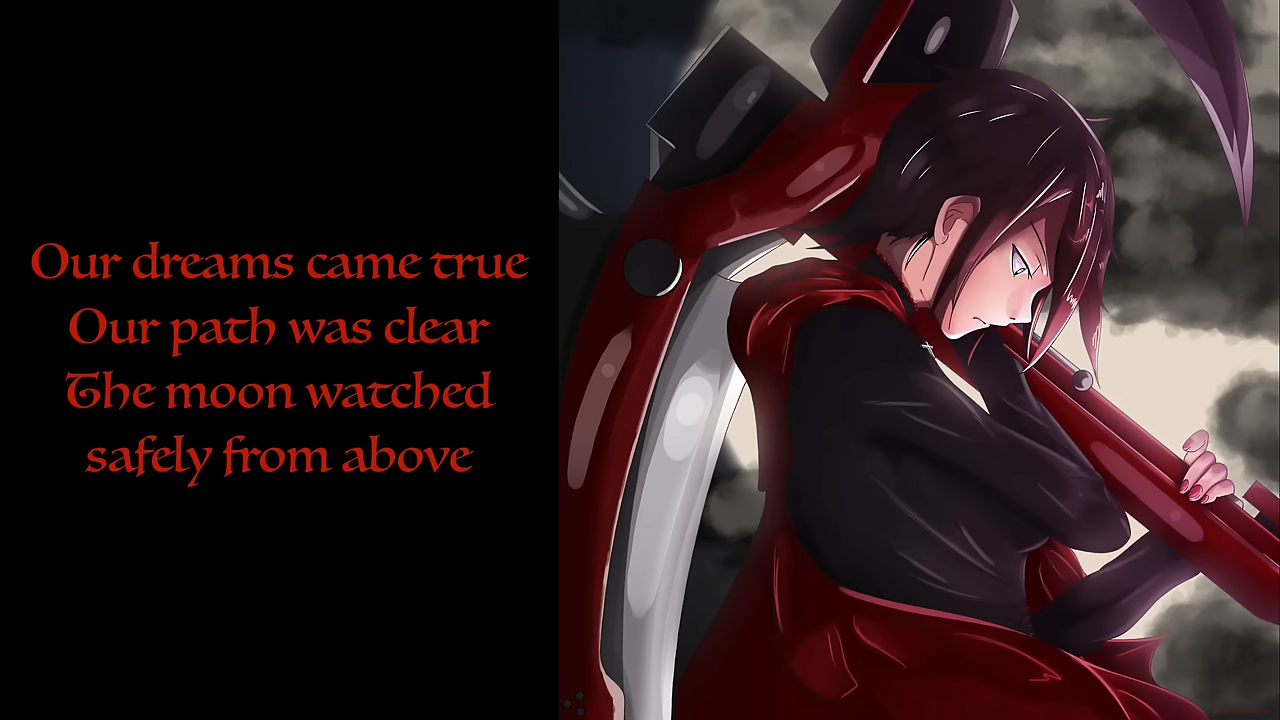 Our dreams came true
Our path was clear
The moon watched
safely from above